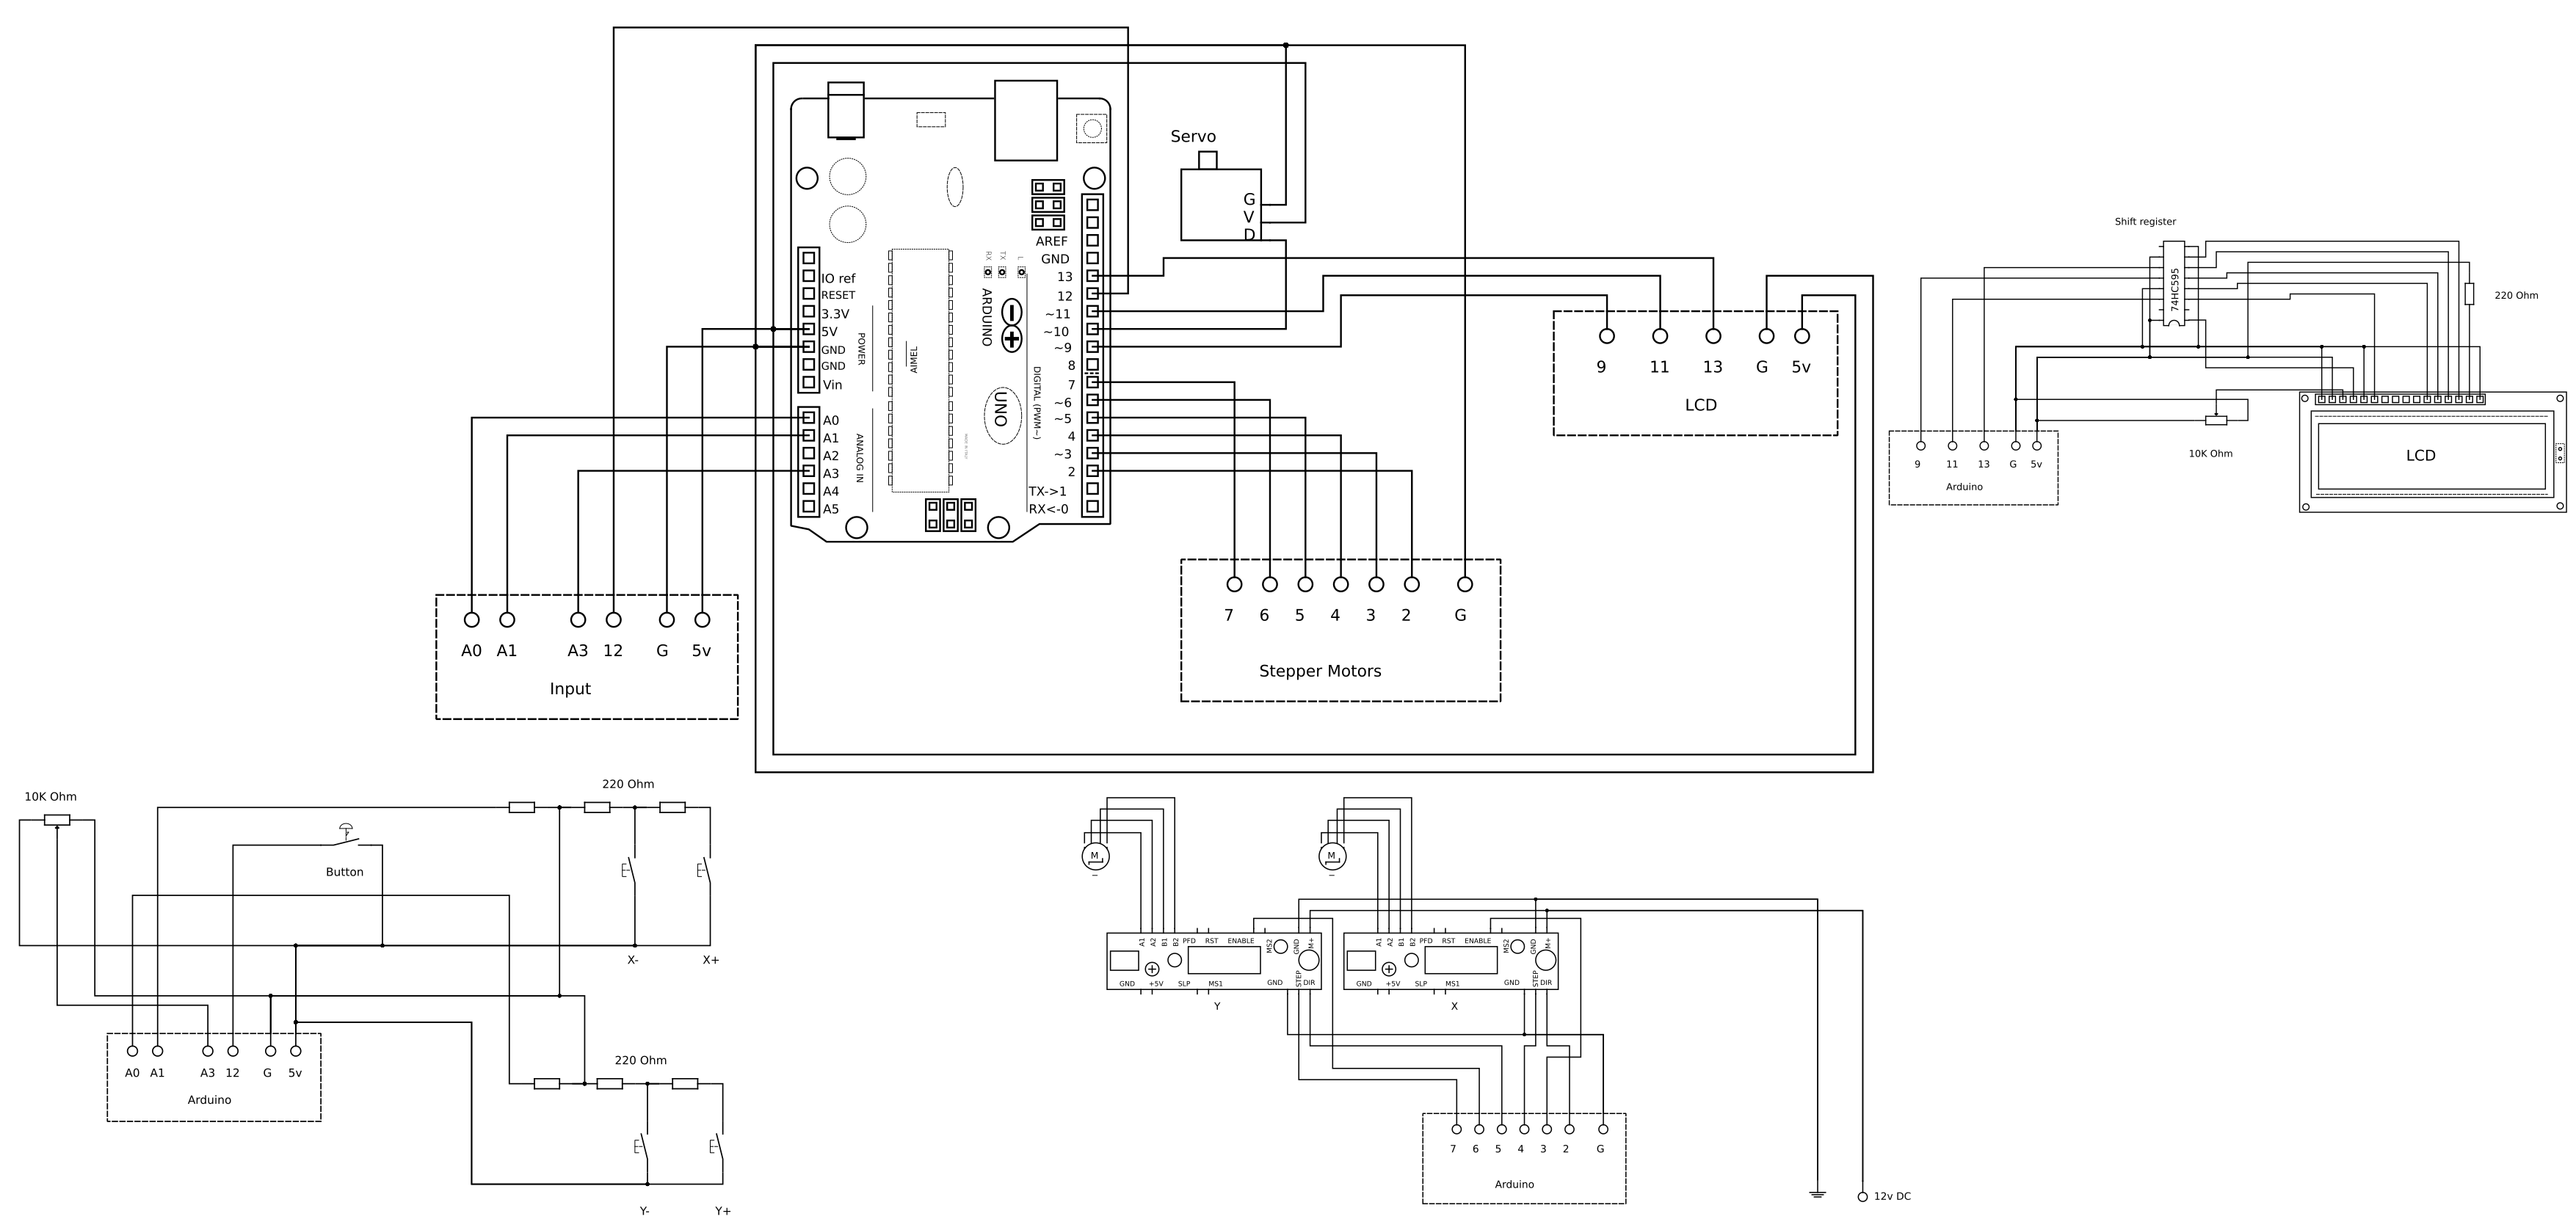 Servo
G
V
D
AREF
GND
13
12
~11
~10
~9
8
7
~6
~5
4
~3
2
TX->1
RX<-0
IO ref
RESET
3.3V
5V
GND
GND
Vin
A0
A1
A2
A3
A4
A5
POWER
ANALOG IN
AIMEL
RX
TX
L
ARDUINO
UNO
DIGITAL (PWM~)
9 11 13 G 5v
LCD
Shift register
74HC595
220 Ohm
10K Ohm
LCD
9 11 13 G 5v
Arduino
A0 A1 A3 12 G 5v
Input
7 6 5 4 3 2 G
Stepper Motors
10K Ohm
220 Ohm
Button
X- X+
A0 A1 A3 12 G 5v
Arduino
220 Ohm
Y- Y+
M
M
A1 A2 B1 B2 PFD RST ENABLE MS2 GND M+
GND +5V SLP MS1 GND STEP DIR
Y
A1 A2 B1 B2 PFD RST ENABLE MS2 GND M+
GND +5V SLP MS1 GND STEP DIR
X
7 6 5 4 3 2 G
Arduino
12v DC